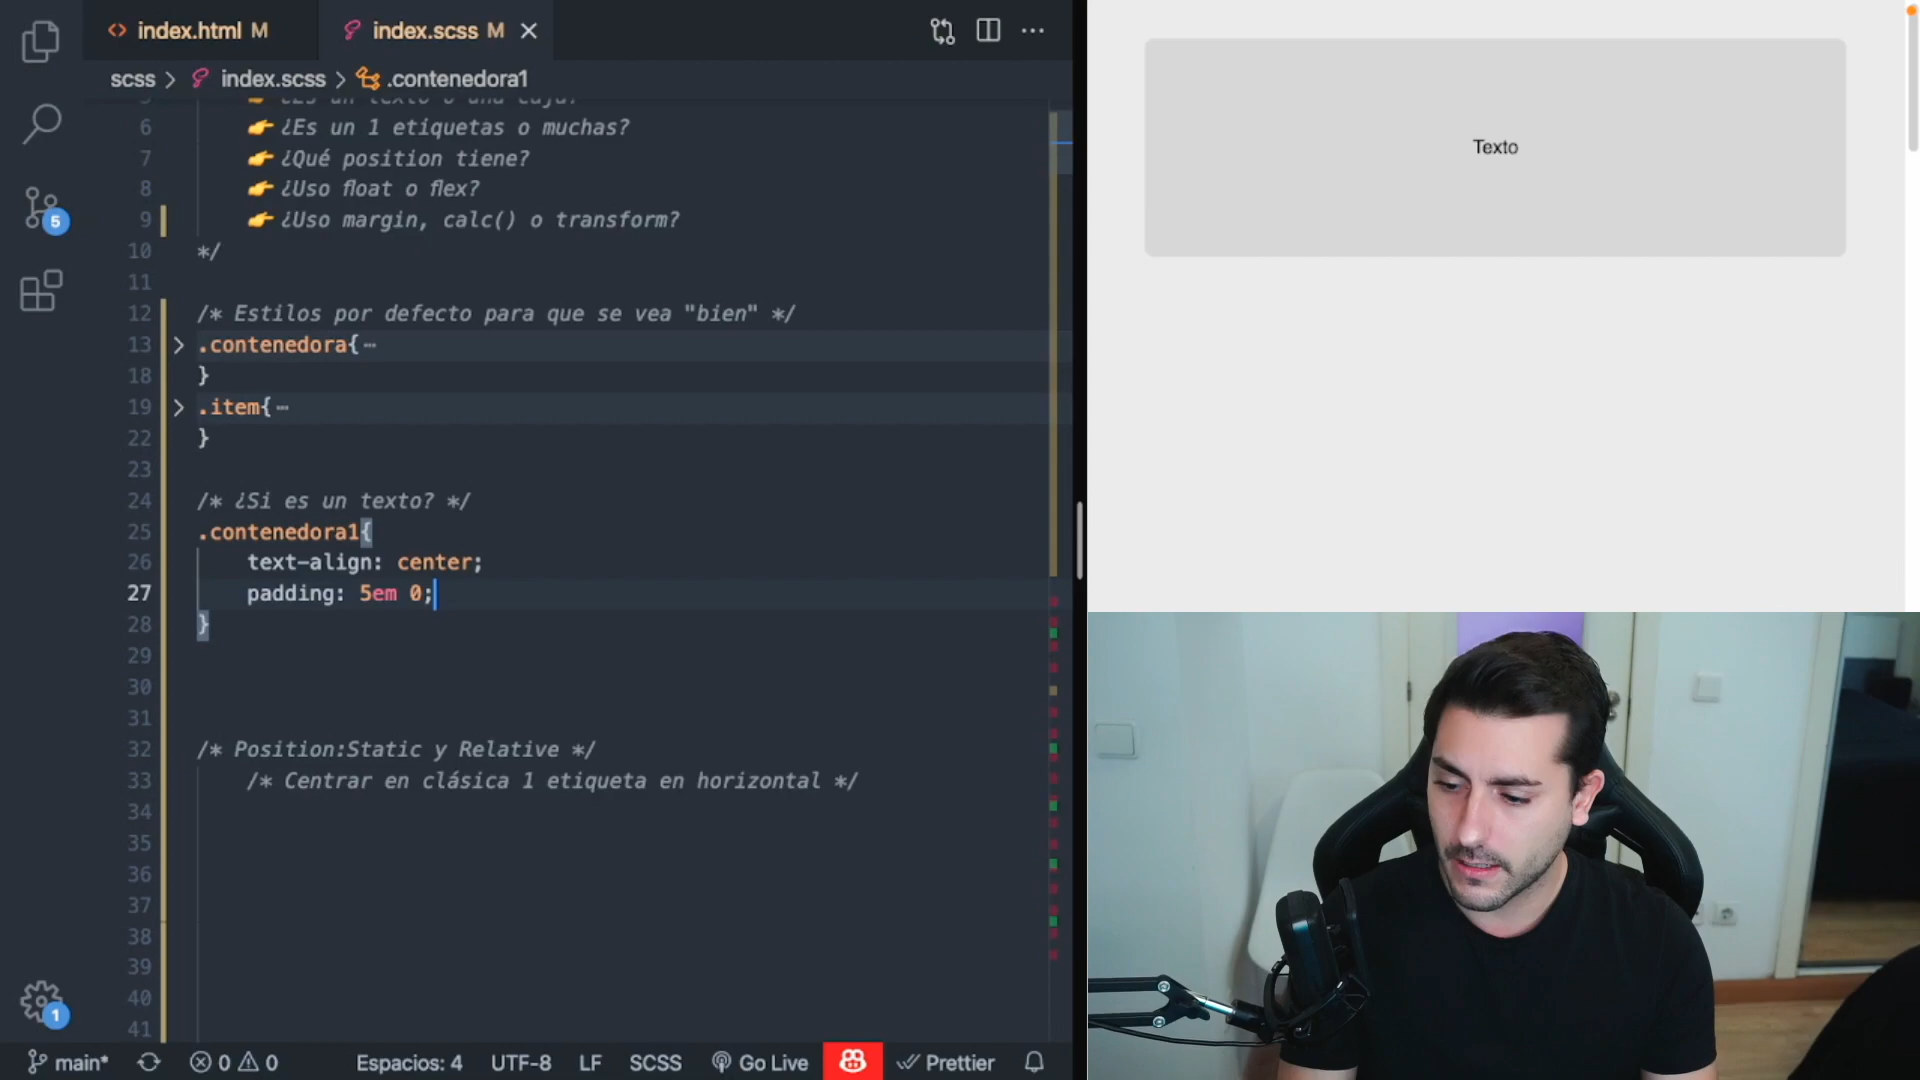 index.html M
index.scss M
scss > index.scss > .contenedora1
6 👉 ¿Es un 1 etiquetas o muchas?
7 👉 ¿Qué position tiene?
8 👉 ¿Uso float o flex?
9 👉 ¿Uso margin, calc() o transform?
10 */
11
12 /* Estilos por defecto para que se vea "bien" */
13 .contenedora{ ⋯
18 }
19 .item{ ⋯
22 }
23
24 /* ¿Si es un texto? */
25 .contenedora1{
26 text-align: center;
27 padding: 5em 0;
28 }
29
30
31
32 /* Position:Static y Relative */
33 /* Centrar en clásica 1 etiqueta en horizontal */
34
35
36
37
38
39
40
41
5
1
main* 0 0 Espacios: 4 UTF-8 LF SCSS Go Live Prettier
Texto